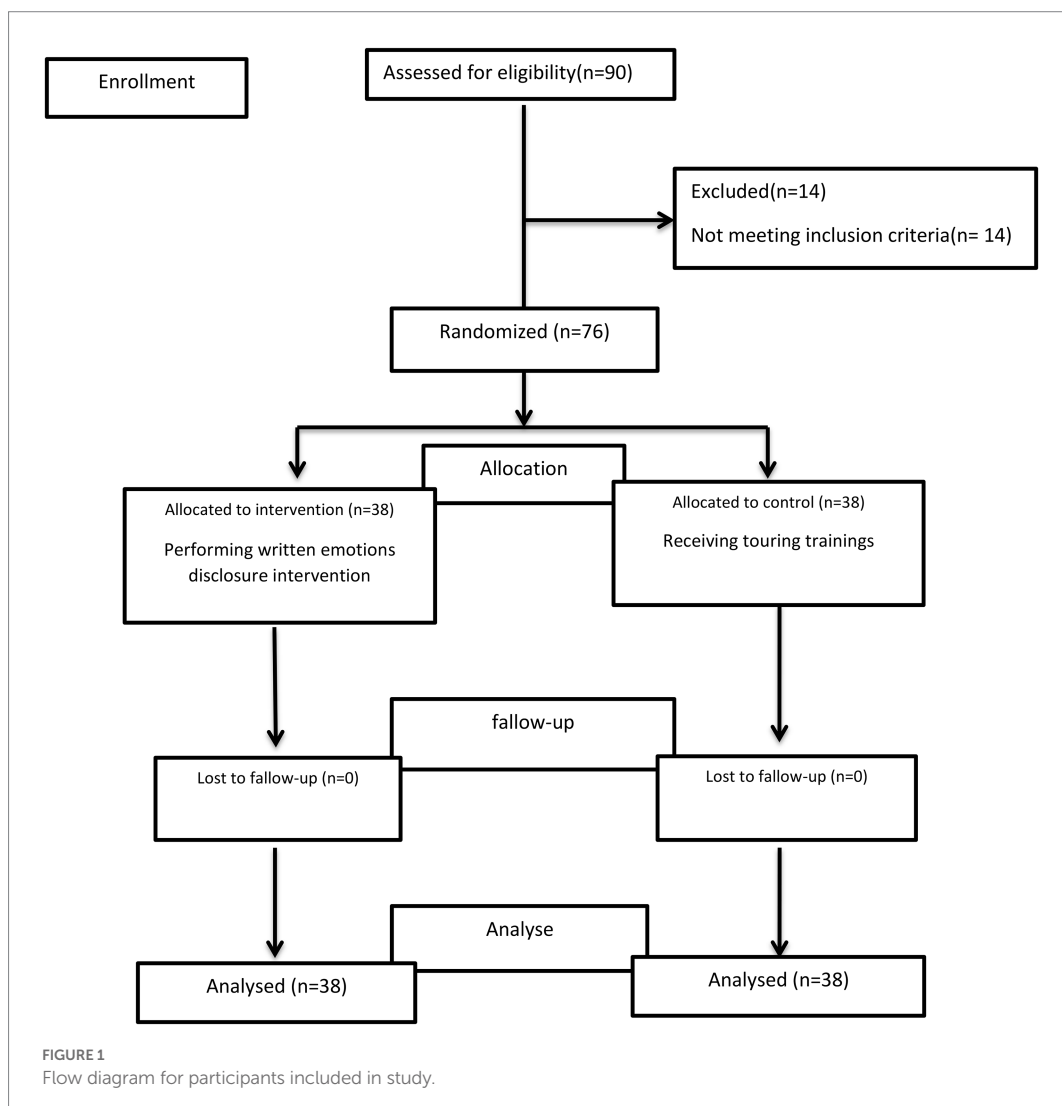 Enrollment
Assessed for eligibility(n=90)
Excluded(n=14)
Not meeting inclusion criteria(n= 14)
Randomized (n=76)
Allocation
Allocated to intervention (n=38)
Performing written emotions
disclosure intervention
Allocated to control (n=38)
Receiving touring trainings
fallow-up
Lost to fallow-up (n=0)
Lost to fallow-up (n=0)
Analyse
Analysed (n=38)
Analysed (n=38)
FIGURE 1
Flow diagram for participants included in study.